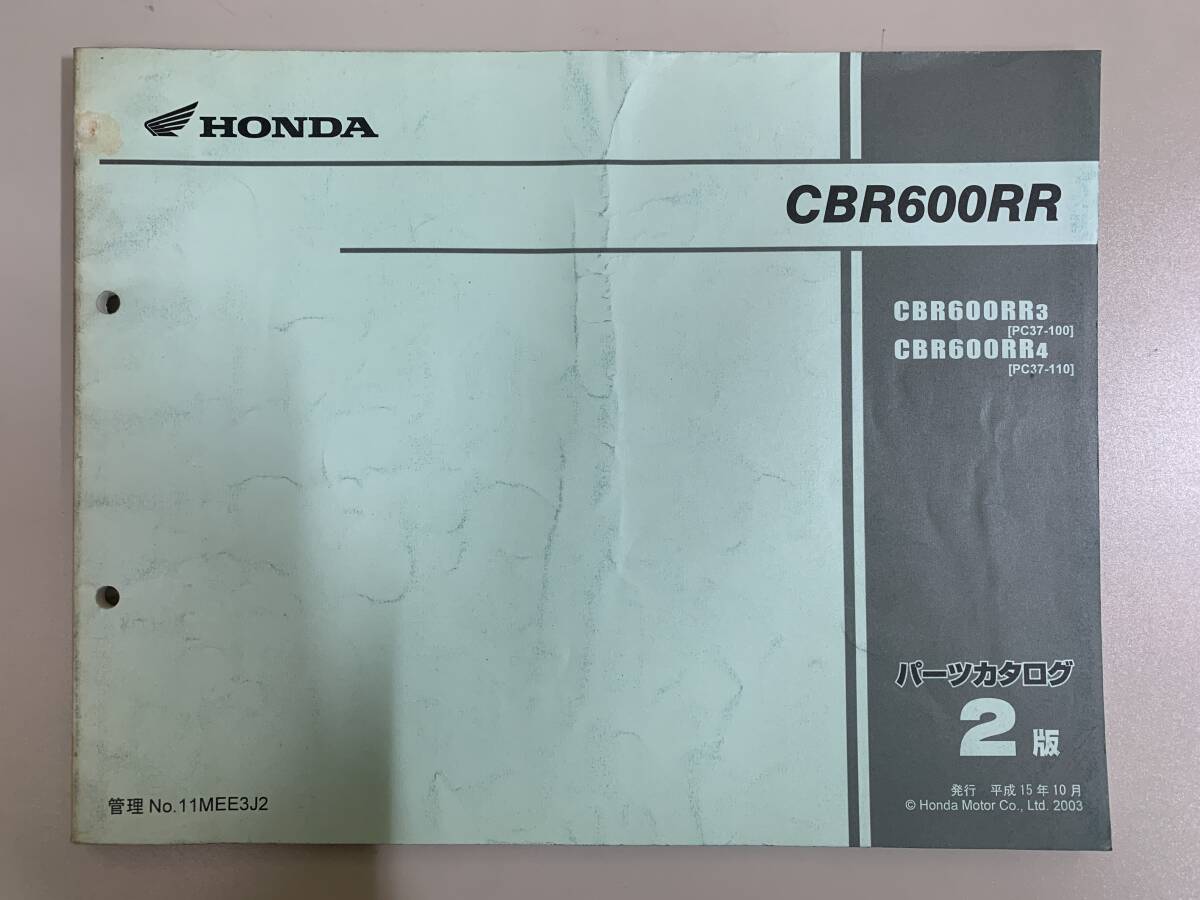 HONDA
CBR600RR
CBR600RR3
[PC37-100]
CBR600RR4
[PC37-110]
パーツカタログ
2版
発行 平成15年10月
© Honda Motor Co., Ltd. 2003
管理 No.11MEE3J2